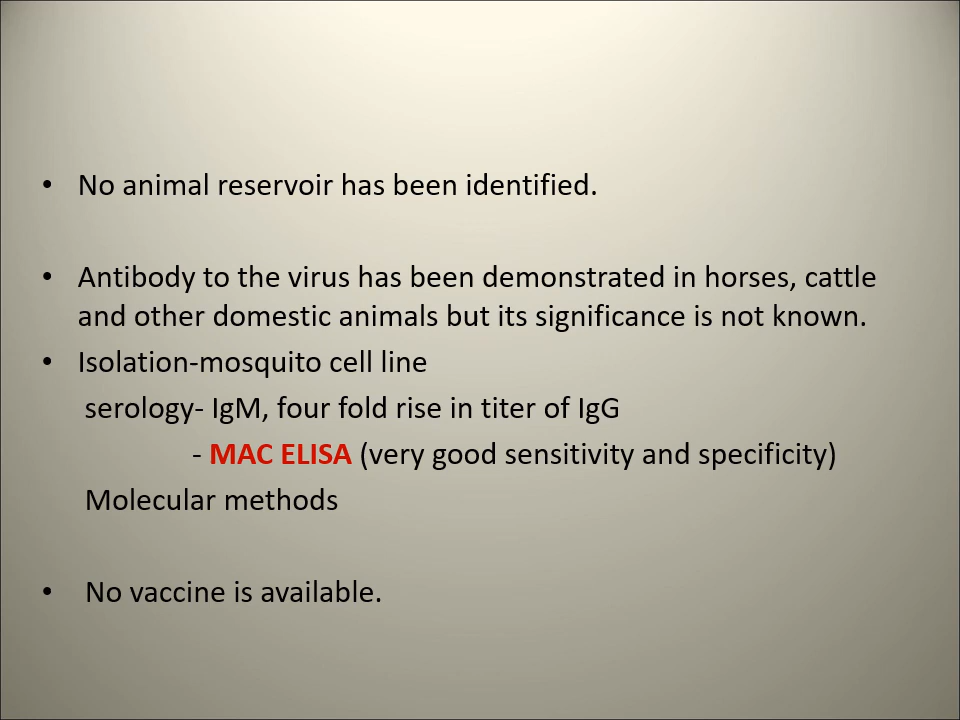 • No animal reservoir has been identified.
• Antibody to the virus has been demonstrated in horses, cattle
and other domestic animals but its significance is not known.
• Isolation-mosquito cell line
serology- IgM, four fold rise in titer of IgG
- MAC ELISA (very good sensitivity and specificity)
Molecular methods
• No vaccine is available.